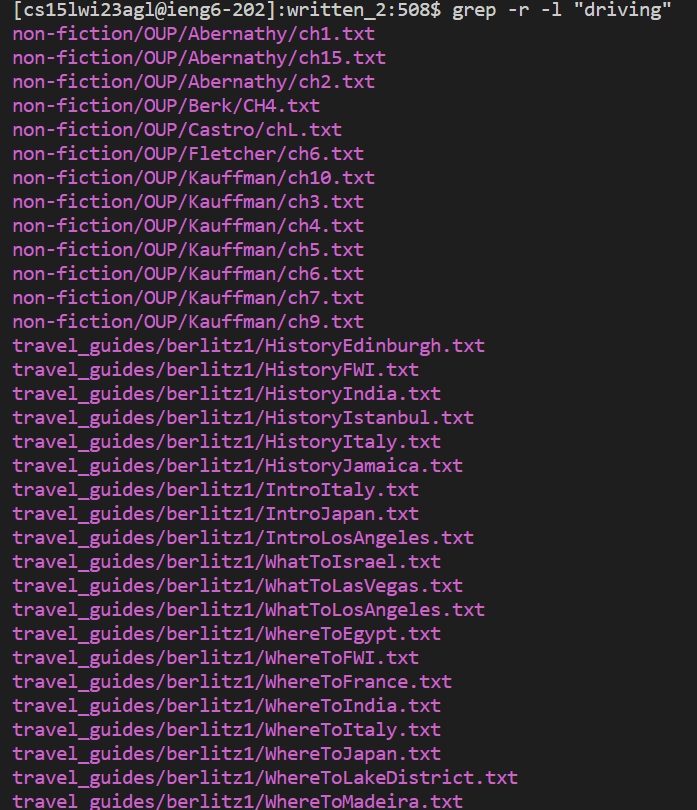 [cs15lwi23agl@ieng6-202]:written_2:508$ grep -r -l "driving"
non-fiction/OUP/Abernathy/ch1.txt
non-fiction/OUP/Abernathy/ch15.txt
non-fiction/OUP/Abernathy/ch2.txt
non-fiction/OUP/Berk/CH4.txt
non-fiction/OUP/Castro/chL.txt
non-fiction/OUP/Fletcher/ch6.txt
non-fiction/OUP/Kauffman/ch10.txt
non-fiction/OUP/Kauffman/ch3.txt
non-fiction/OUP/Kauffman/ch4.txt
non-fiction/OUP/Kauffman/ch5.txt
non-fiction/OUP/Kauffman/ch6.txt
non-fiction/OUP/Kauffman/ch7.txt
non-fiction/OUP/Kauffman/ch9.txt
travel_guides/berlitz1/HistoryEdinburgh.txt
travel_guides/berlitz1/HistoryFWI.txt
travel_guides/berlitz1/HistoryIndia.txt
travel_guides/berlitz1/HistoryIstanbul.txt
travel_guides/berlitz1/HistoryItaly.txt
travel_guides/berlitz1/HistoryJamaica.txt
travel_guides/berlitz1/IntroItaly.txt
travel_guides/berlitz1/IntroJapan.txt
travel_guides/berlitz1/IntroLosAngeles.txt
travel_guides/berlitz1/WhatToIsrael.txt
travel_guides/berlitz1/WhatToLasVegas.txt
travel_guides/berlitz1/WhatToLosAngeles.txt
travel_guides/berlitz1/WhereToEgypt.txt
travel_guides/berlitz1/WhereToFWI.txt
travel_guides/berlitz1/WhereToFrance.txt
travel_guides/berlitz1/WhereToIndia.txt
travel_guides/berlitz1/WhereToItaly.txt
travel_guides/berlitz1/WhereToJapan.txt
travel_guides/berlitz1/WhereToLakeDistrict.txt
travel_guides/berlitz1/WhereToMadeira.txt